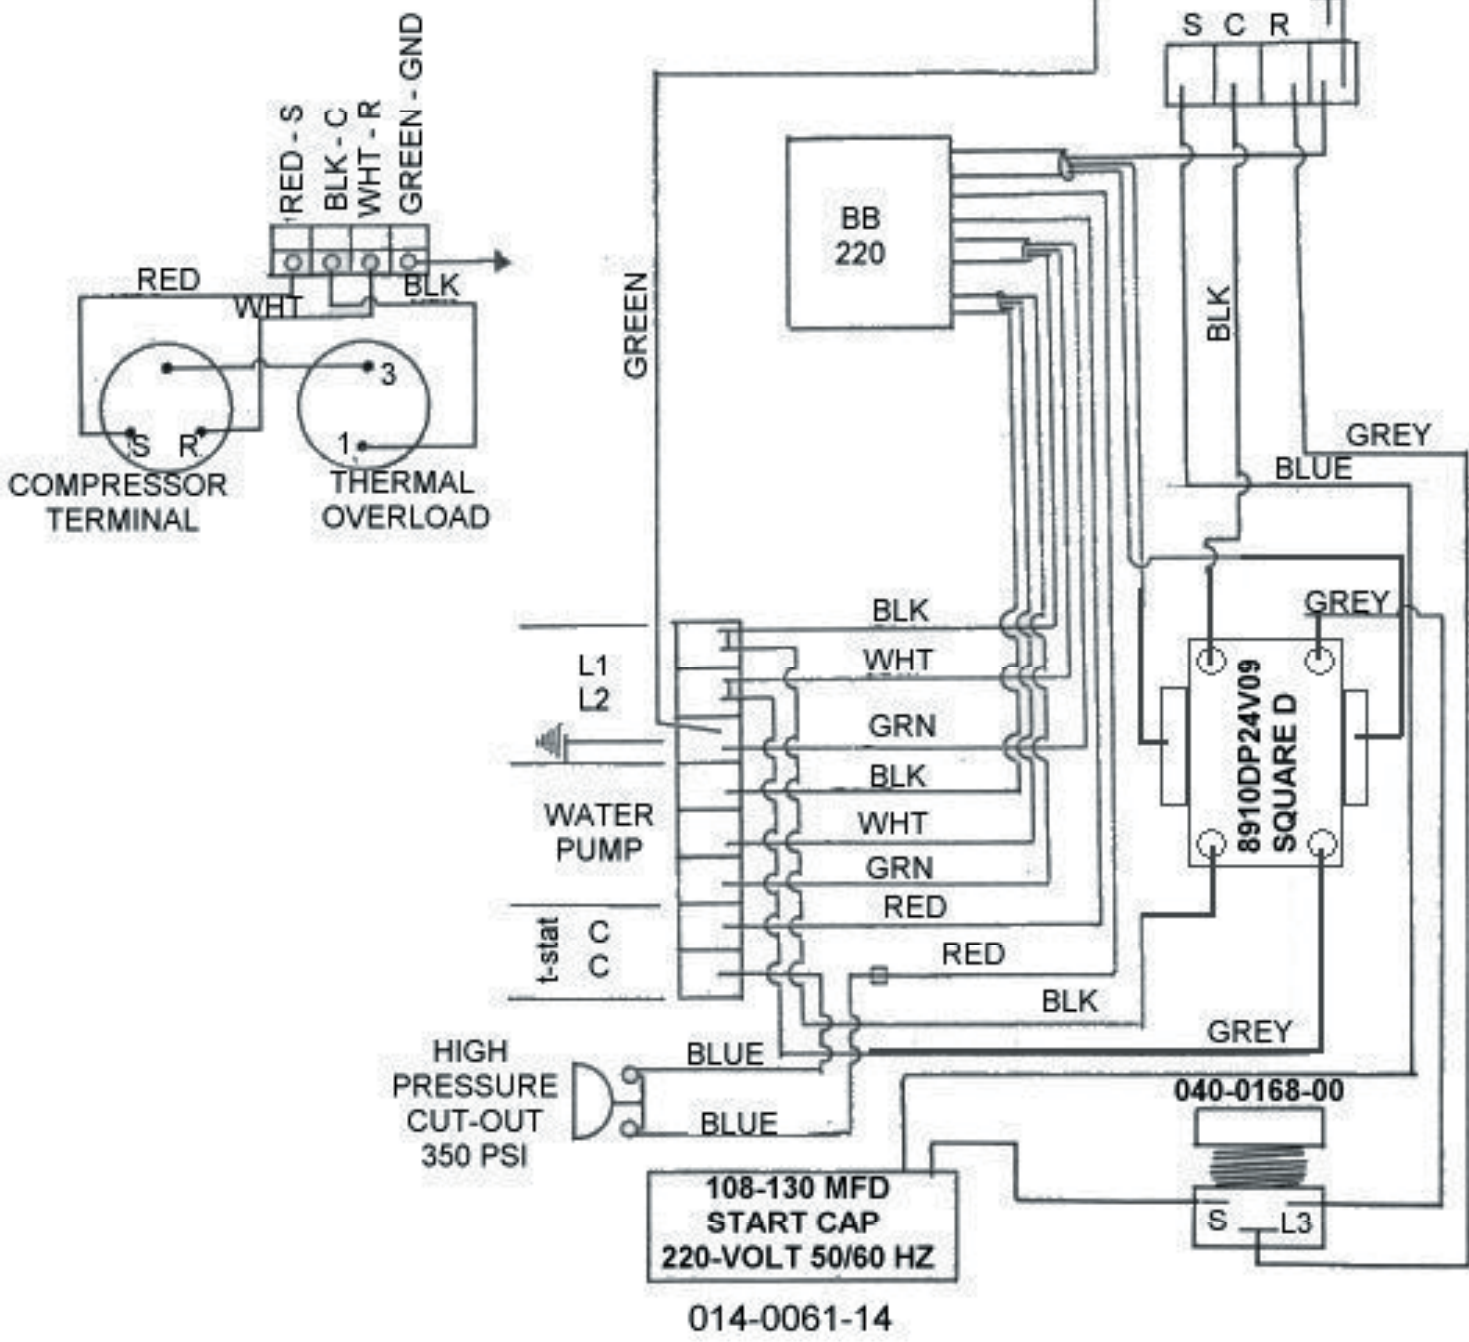 S C R
RED - S
BLK - C
WHT - R
GREEN - GND
RED
WHT
BLK
3
S R
1
COMPRESSOR
TERMINAL
THERMAL
OVERLOAD
GREEN
BB
220
BLK
GREY
BLUE
GREY
8910DP24V09
SQUARE D
L1
L2
BLK
WHT
GRN
BLK
WHT
GRN
RED
RED
BLK
GREY
WATER
PUMP
t-stat
C
C
HIGH
PRESSURE
CUT-OUT
350 PSI
BLUE
BLUE
040-0168-00
S L3
108-130 MFD
START CAP
220-VOLT 50/60 HZ
014-0061-14